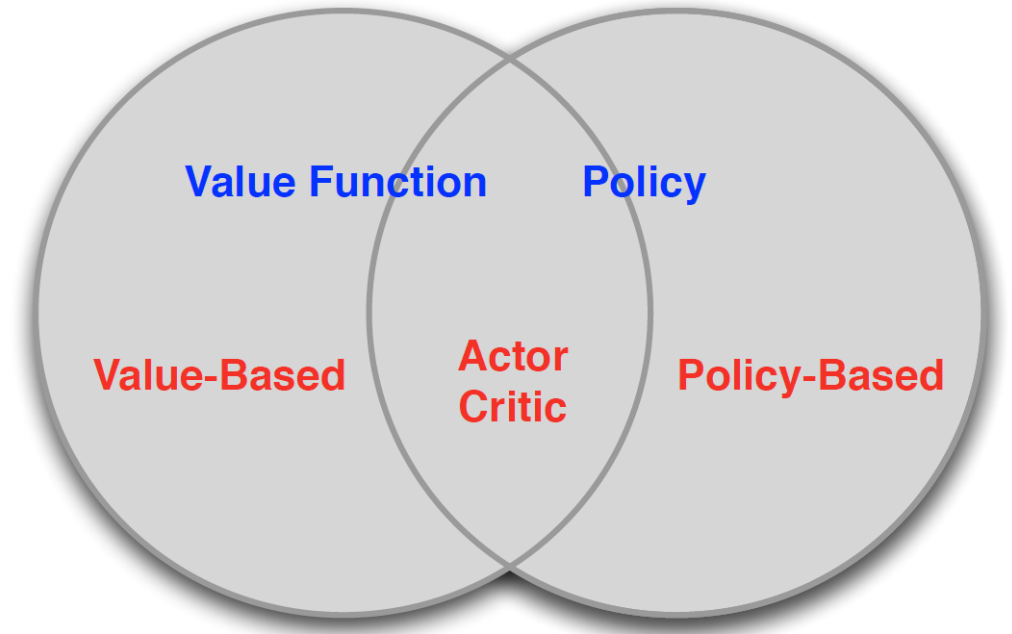 Value Function
Policy
Value-Based
Actor
Critic
Policy-Based